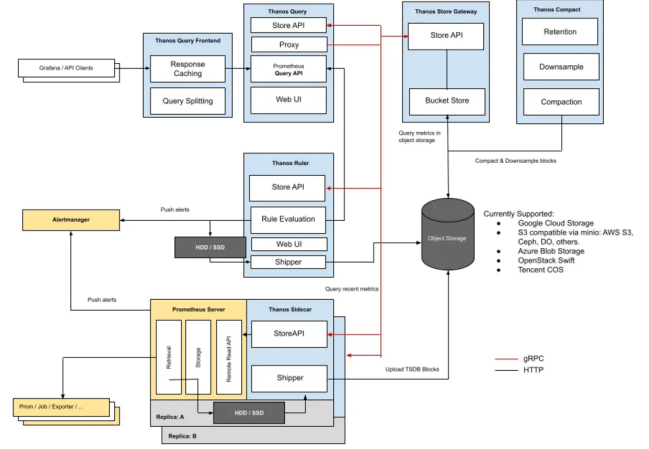 Thanos Query
Store API
Proxy
Prometheus
Query API
Web UI
Thanos Query Frontend
Response
Caching
Query Splitting
Grafana / API Clients
Thanos Store Gateway
Store API
Bucket Store
Thanos Compact
Retention
Downsample
Compaction
Query metrics in
object storage
Compact & Downsample blocks
Thanos Ruler
Store API
Rule Evaluation
Web UI
Shipper
Push alerts
Alertmanager
HDD / SSD
Object Storage
Currently Supported:
● Google Cloud Storage
● S3 compatible via minio: AWS S3,
Ceph, DO, others.
● Azure Blob Storage
● OpenStack Swift
● Tencent COS
Query recent metrics
Push alerts
Prometheus Server
Retrieval
Storage
Remote Read API
Thanos Sidecar
StoreAPI
Shipper
Upload TSDB Blocks
gRPC
HTTP
Prom / Job / Exporter / ...
HDD / SSD
Replica: A
Replica: B